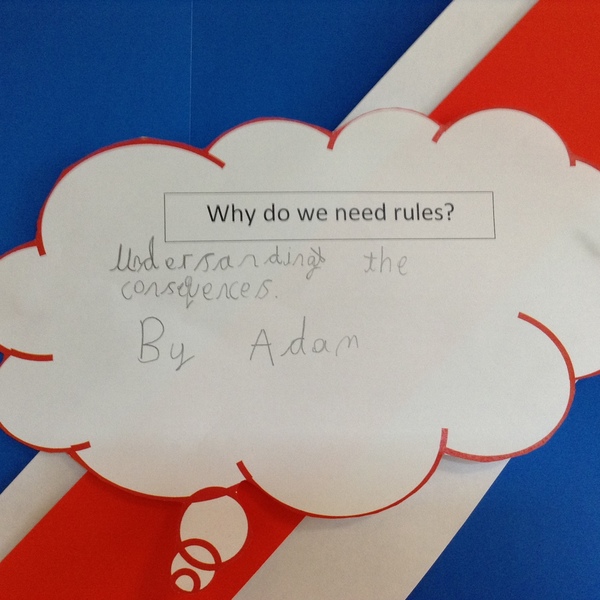 Why do we need rules?
Undersandings the
consequences.
By Adam